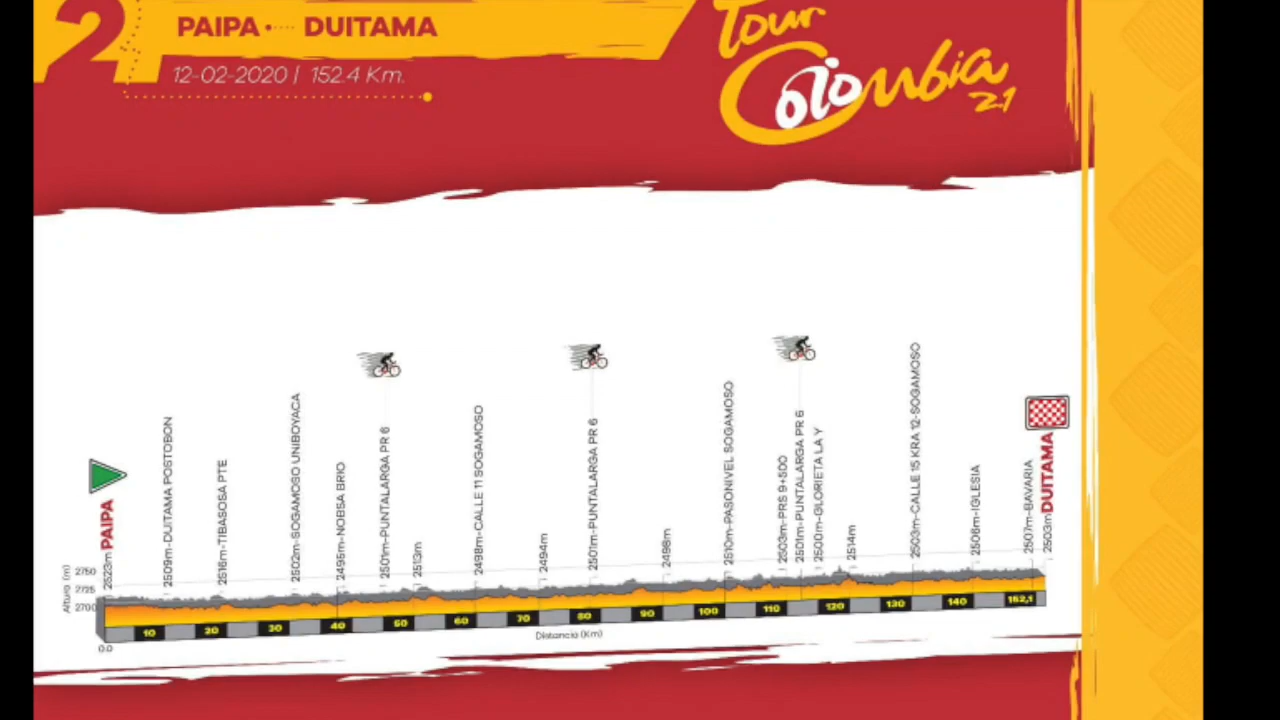 2
PAIPA DUITAMA
12-02-2020 | 152.4 Km.
Tour
Colombia
2.1
2523m PAIPA
2509m-DUITAMA POSTOBON
2516m-TIBASOSA PTE
2502m-SOGAMOSO UNIBOYACA
2495m-NOBSA BRIO
2501m-PUNTALARGA PR 6
2513m
2498m-CALLE 11 SOGAMOSO
2494m
2501m-PUNTALARGA PR 6
2498m
2510m-PASONIVEL SOGAMOSO
2503m-PRS 9+500
2501m-PUNTALARGA PR 6
2500m-GLORIETA LA Y
2514m
2503m-CALLE 15 KRA 12-SOGAMOSO
2506m-IGLESIA
2507m-BAVARIA
2503m DUITAMA
Altura (m)
2750
2725
2700
10 20 30 40 50 60 70 80 90 100 110 120 130 140 152,1
0.0
Distancia (Km)